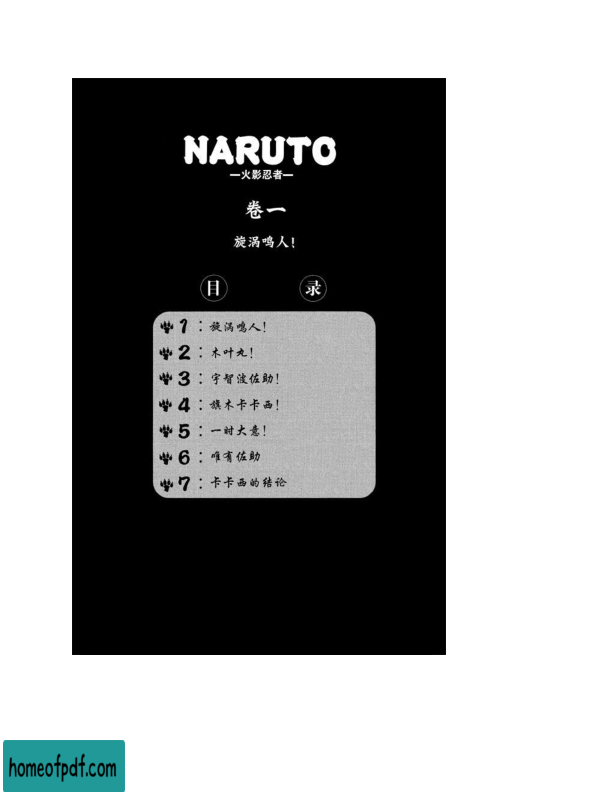 NARUTO
—火影忍者—
卷一
旋涡鸣人!
目 录
1：旋涡鸣人!
2：木叶丸!
3：宇智波佐助!
4：旗木卡卡西!
5：一时大意!
6：唯有佐助
7：卡卡西的结论
homeofpdf.com